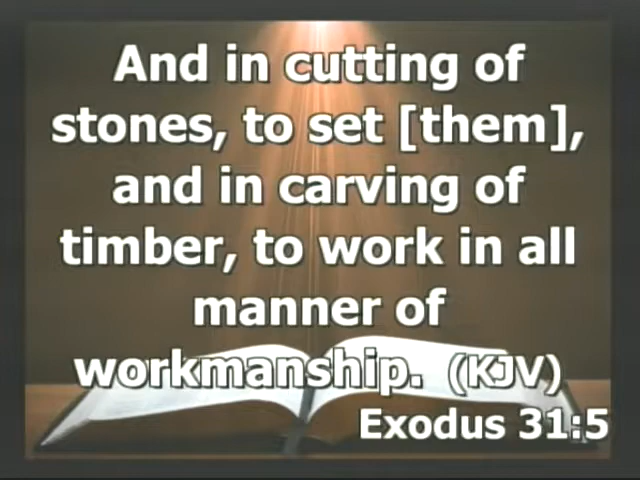 And in cutting of
stones, to set [them],
and in carving of
timber, to work in all
manner of
workmanship. (KJV)
Exodus 31:5